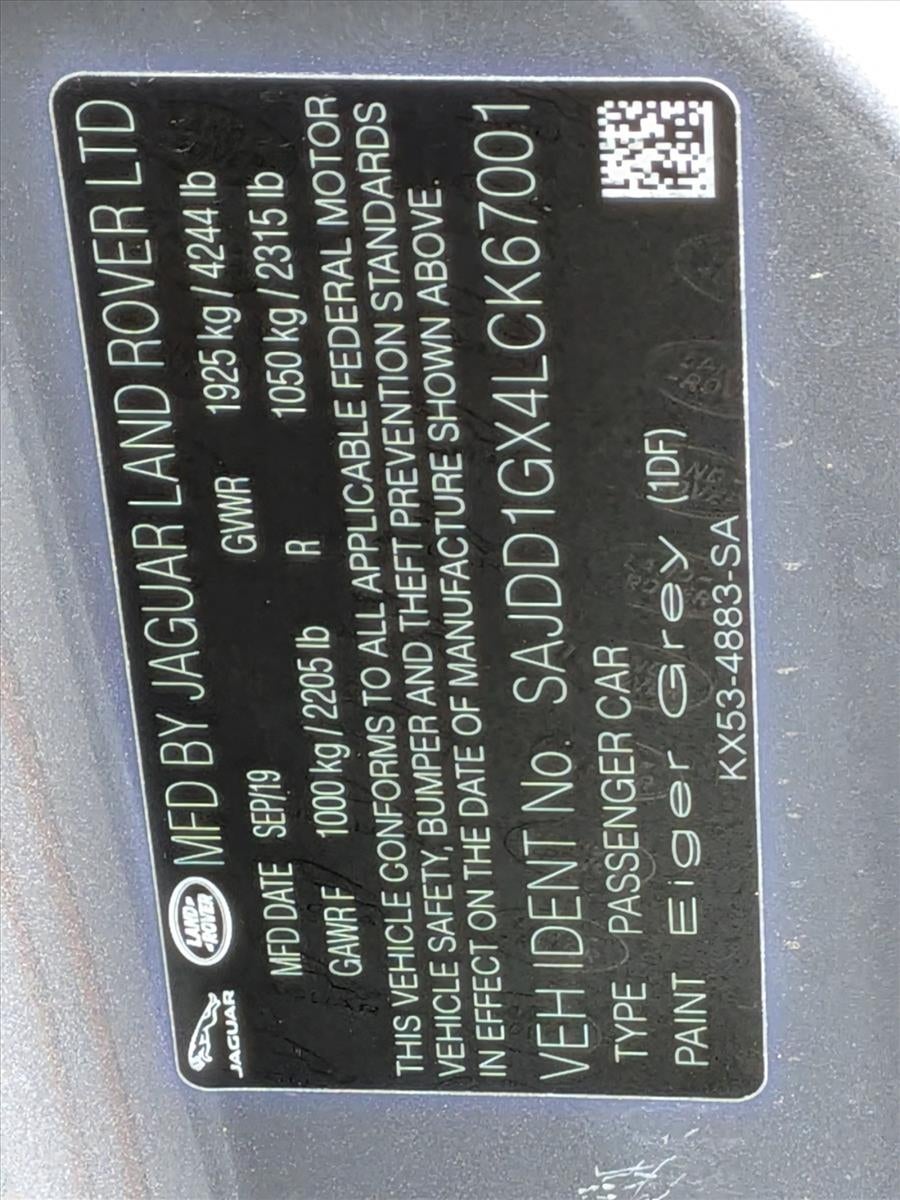 JAGUAR
LAND ROVER
MFD BY JAGUAR LAND ROVER LTD
MFD DATE SEP/19 GVWR 1925 kg / 4244 lb
GAWR F 1000 kg / 2205 lb R 1050 kg / 2315 lb
THIS VEHICLE CONFORMS TO ALL APPLICABLE FEDERAL MOTOR
VEHICLE SAFETY, BUMPER AND THEFT PREVENTION STANDARDS
IN EFFECT ON THE DATE OF MANUFACTURE SHOWN ABOVE.
VEH IDENT No. SAJDD1GX4LCK67001
TYPE PASSENGER CAR
PAINT Eiger Grey (1DF)
KX53-4883-SA